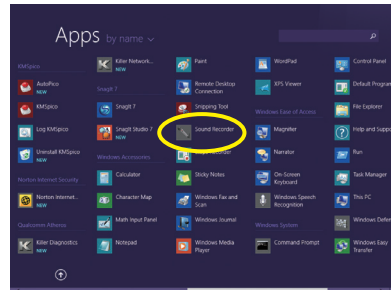 Apps by name
KMSpico
AutoPico
NEW
KMSpico
Log KMSpico
Uninstall KMSpico
NEW
Norton Internet Security
Norton Internet...
NEW
Qualcomm Atheros
Killer Diagnostics
NEW
Killer Network...
NEW
SnagIt 7
SnagIt 7
SnagIt Studio 7
NEW
Windows Accessories
Calculator
Character Map
Math Input Panel
Notepad
Paint
Remote Desktop
Connection
Snipping Tool
Sound Recorder
Sticky Notes
Windows Fax and
Scan
Windows Journal
Windows Media
Player
WordPad
XPS Viewer
Windows Ease of Access
Magnifier
Narrator
On-Screen
Keyboard
Windows Speech
Recognition
Windows System
Command Prompt
Control Panel
Default Program
File Explorer
Help and Suppo
Run
Task Manager
This PC
Windows Defen
Windows Easy
Transfer